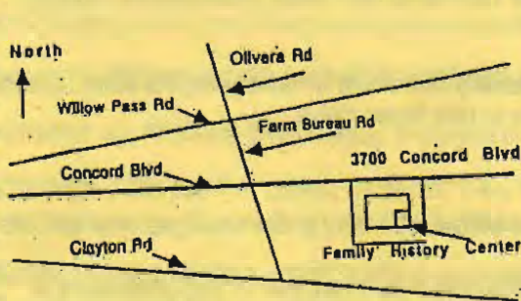 North
Olivera Rd
Willow Pass Rd
Farm Bureau Rd
3700 Concord Blvd
Concord Blvd
Clayton Rd
Family History Center